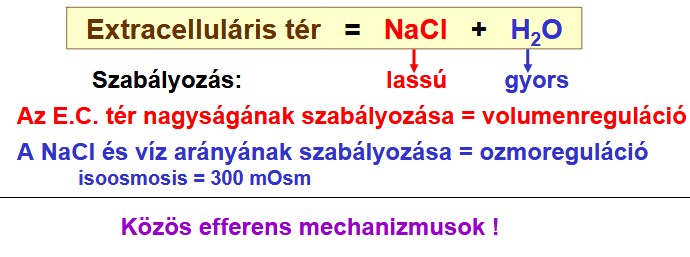 Extracelluláris tér = NaCl + H₂O
Szabályozás: lassú gyors
Az E.C. tér nagyságának szabályozása = volumenreguláció
A NaCl és víz arányának szabályozása = ozmoreguláció
isoosmosis = 300 mOsm
Közös efferens mechanizmusok !